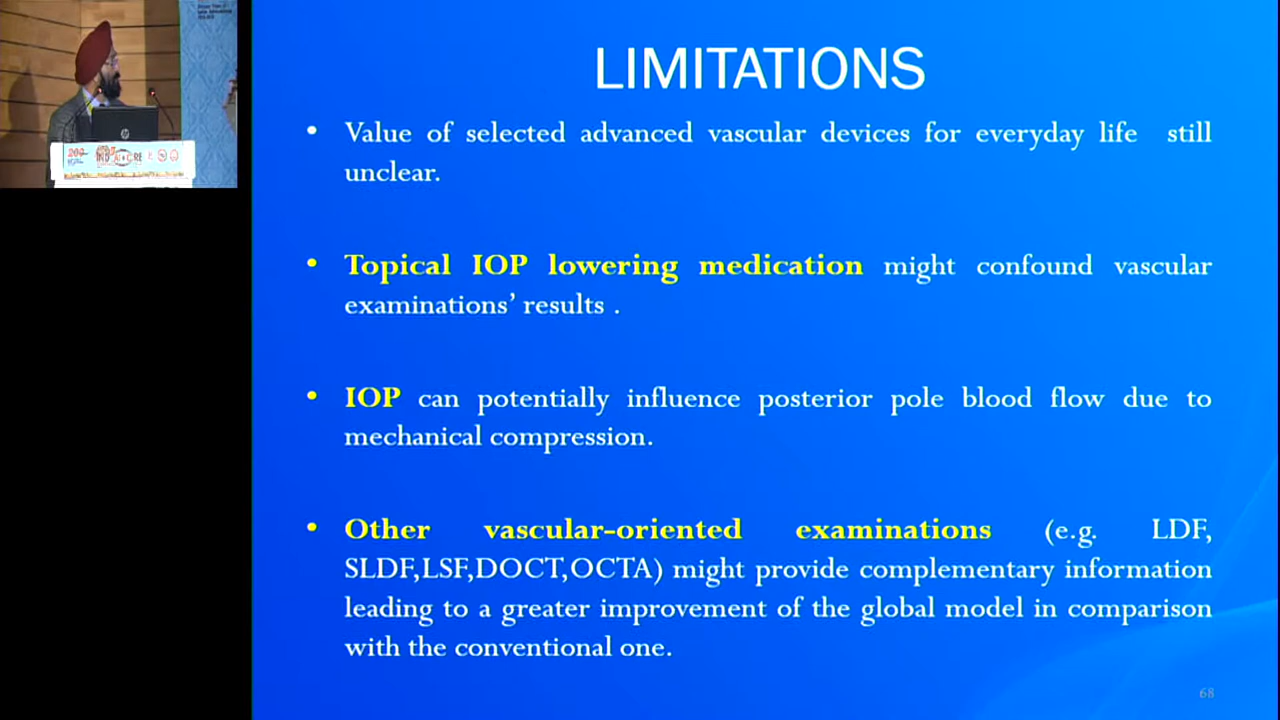 LIMITATIONS
• Value of selected advanced vascular devices for everyday life still
unclear.
• Topical IOP lowering medication might confound vascular
examinations’ results .
• IOP can potentially influence posterior pole blood flow due to
mechanical compression.
• Other vascular-oriented examinations (e.g. LDF,
SLDF,LSF,DOCT,OCTA) might provide complementary information
leading to a greater improvement of the global model in comparison
with the conventional one.
68
hp